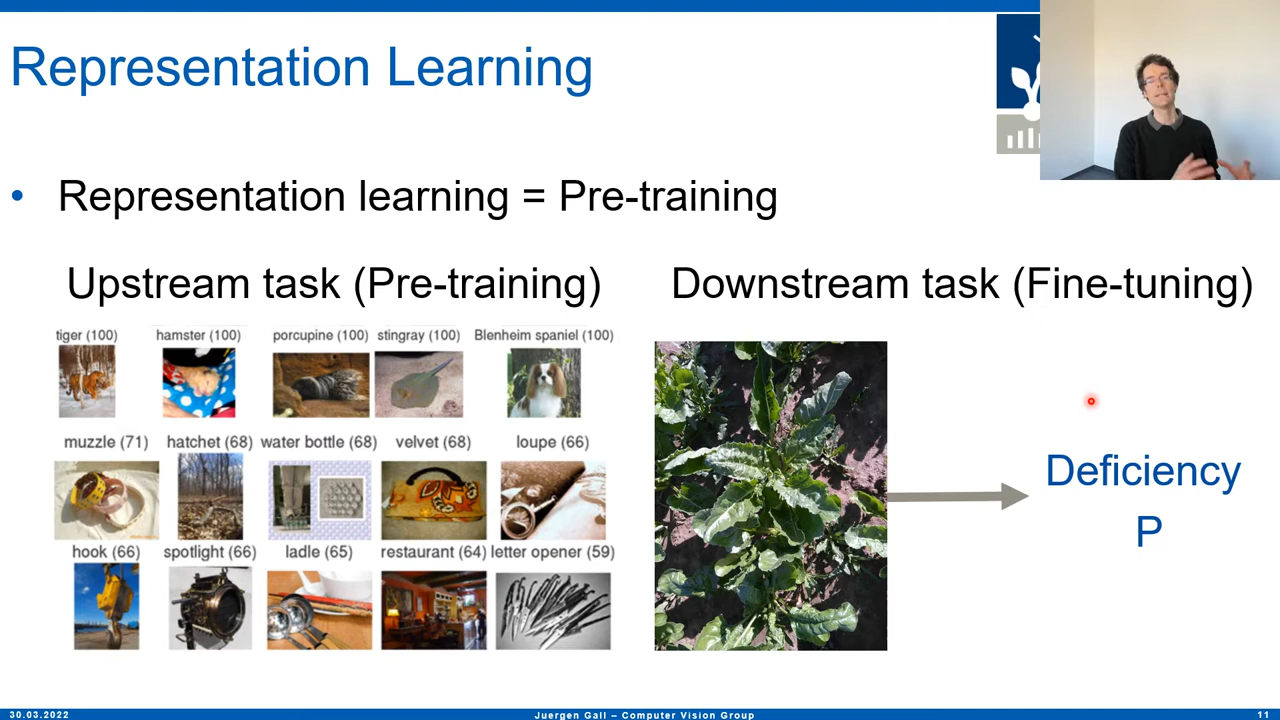 Representation Learning
• Representation learning = Pre-training
Upstream task (Pre-training)
Downstream task (Fine-tuning)
tiger (100) hamster (100) porcupine (100) stingray (100) Blenheim spaniel (100)
muzzle (71) hatchet (68) water bottle (68) velvet (68) loupe (66)
hook (66) spotlight (66) ladle (65) restaurant (64) letter opener (59)
Deficiency
P
30.03.2022 Juergen Gall – Computer Vision Group 11